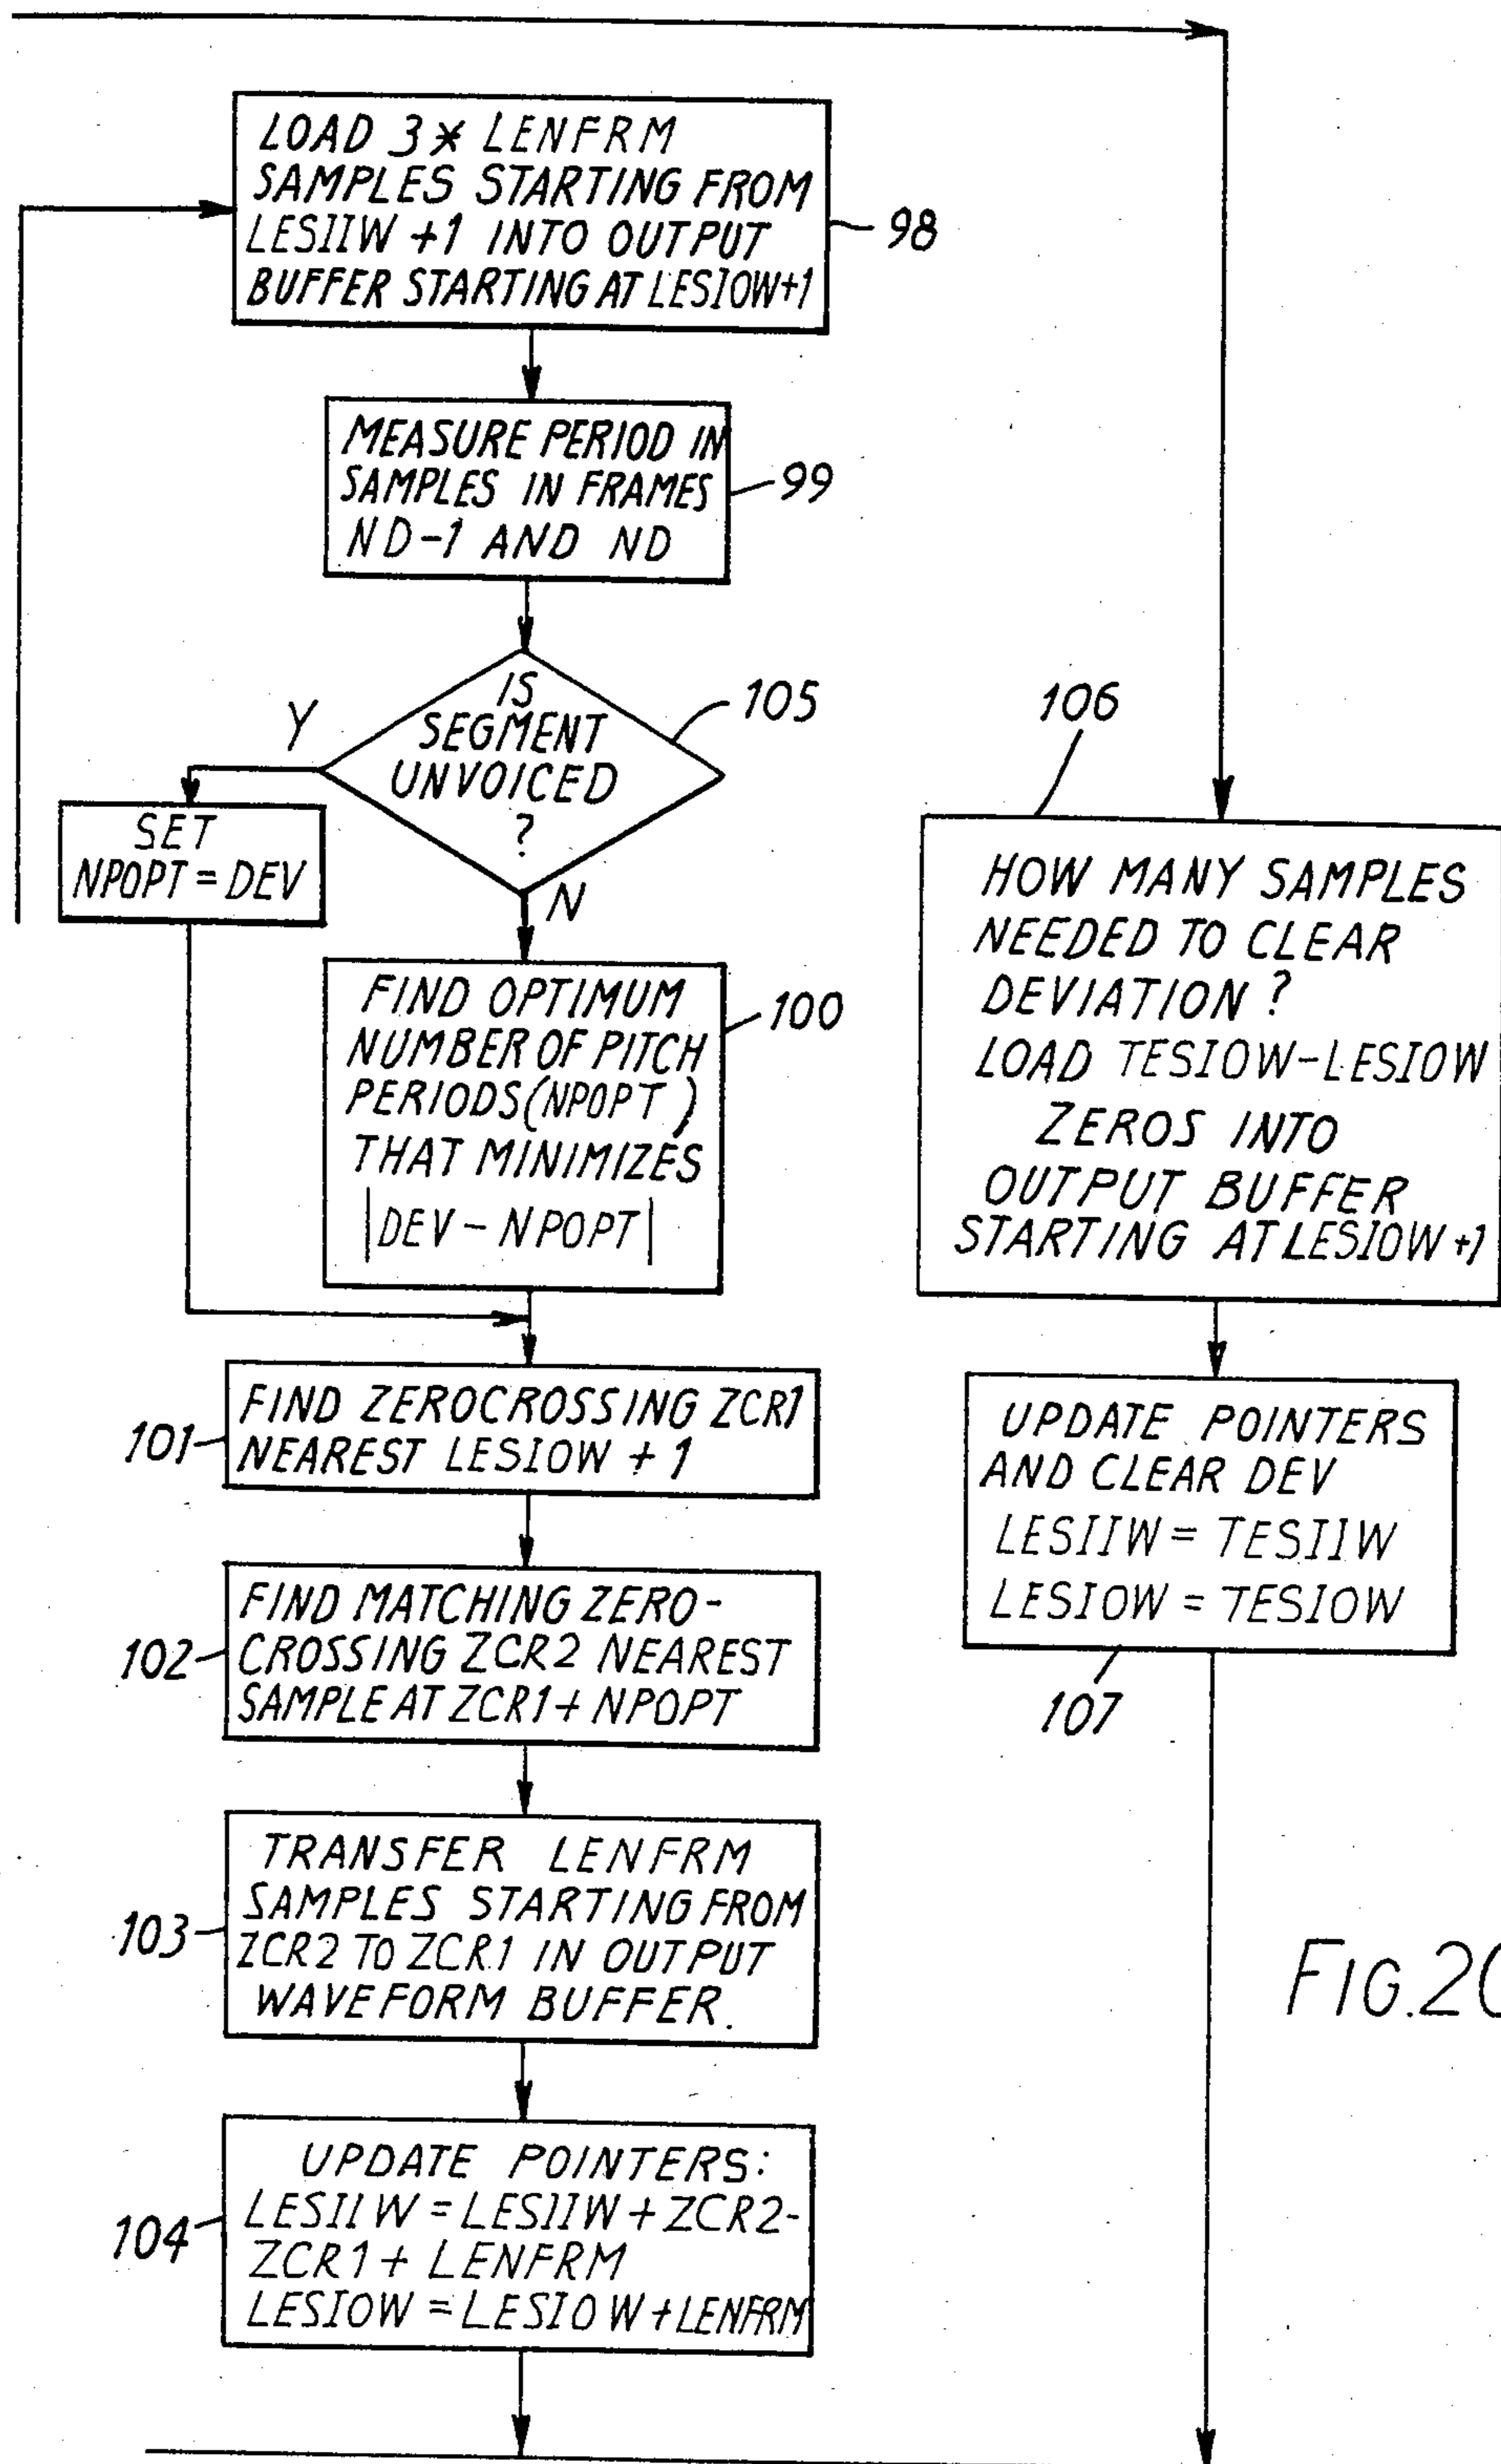 LOAD 3* LENFRM
SAMPLES STARTING FROM
LESIIW +1 INTO OUTPUT
BUFFER STARTING AT LESIOW+1
98
MEASURE PERIOD IN
SAMPLES IN FRAMES
ND-1 AND ND
99
IS
SEGMENT
UNVOICED
?
105
Y
N
SET
NPOPT = DEV
FIND OPTIMUM
NUMBER OF PITCH
PERIODS (NPOPT)
THAT MINIMIZES
|DEV - NPOPT|
100
FIND ZEROCROSSING ZCR1
NEAREST LESIOW + 1
101
FIND MATCHING ZERO-
CROSSING ZCR2 NEAREST
SAMPLE AT ZCR1 + NPOPT
102
TRANSFER LENFRM
SAMPLES STARTING FROM
ZCR2 TO ZCR1 IN OUTPUT
WAVEFORM BUFFER.
103
UPDATE POINTERS:
LESIIW = LESIIW + ZCR2-
ZCR1 + LENFRM
LESIOW = LESIOW + LENFRM
104
106
HOW MANY SAMPLES
NEEDED TO CLEAR
DEVIATION ?
LOAD TESIOW-LESIOW
ZEROS INTO
OUTPUT BUFFER
STARTING AT LESIOW +1
UPDATE POINTERS
AND CLEAR DEV
LESIIW = TESIIW
LESIOW = TESIOW
107